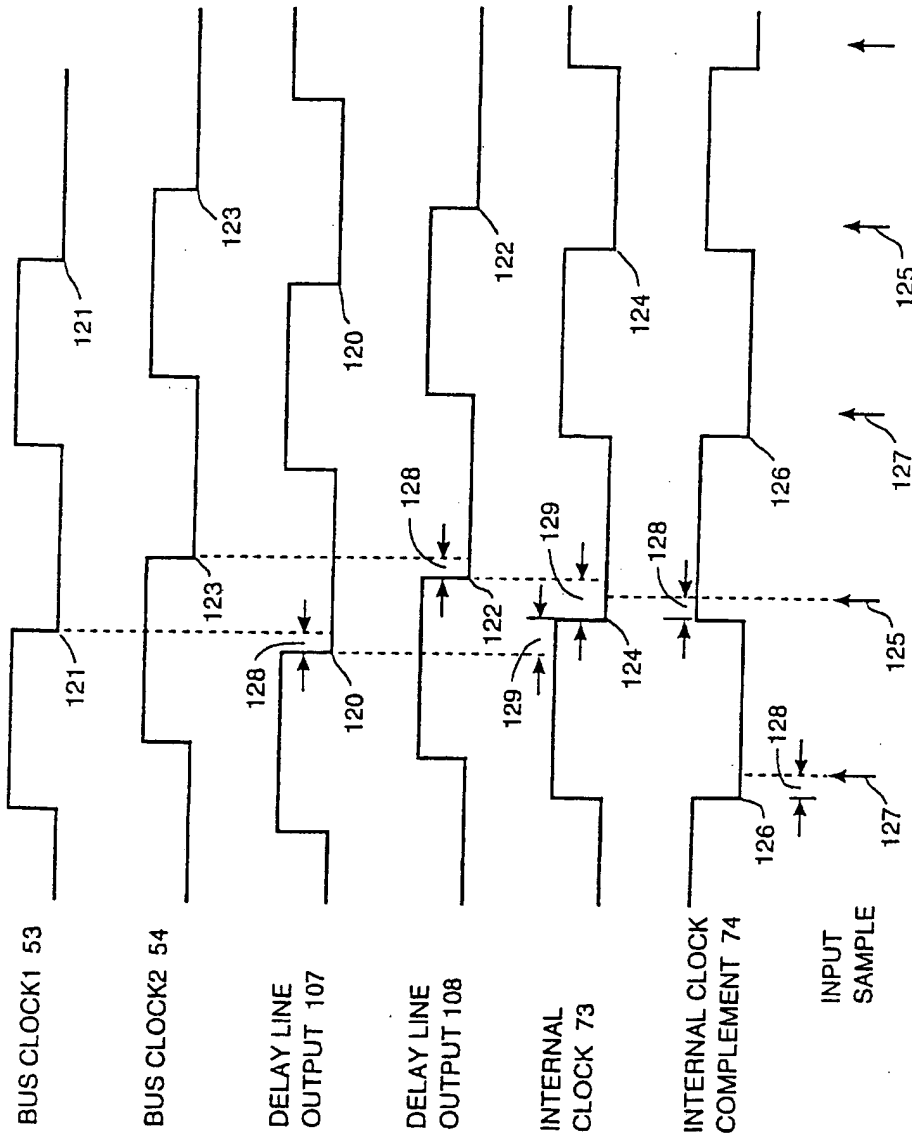 BUS CLOCK1 53
121
121
BUS CLOCK2 54
123
123
DELAY LINE
OUTPUT 107
128
120
120
DELAY LINE
OUTPUT 108
128
122
122
INTERNAL
CLOCK 73
129
129
124
124
INTERNAL CLOCK
COMPLEMENT 74
128
126
126
128
INPUT
SAMPLE
127
125
127
125